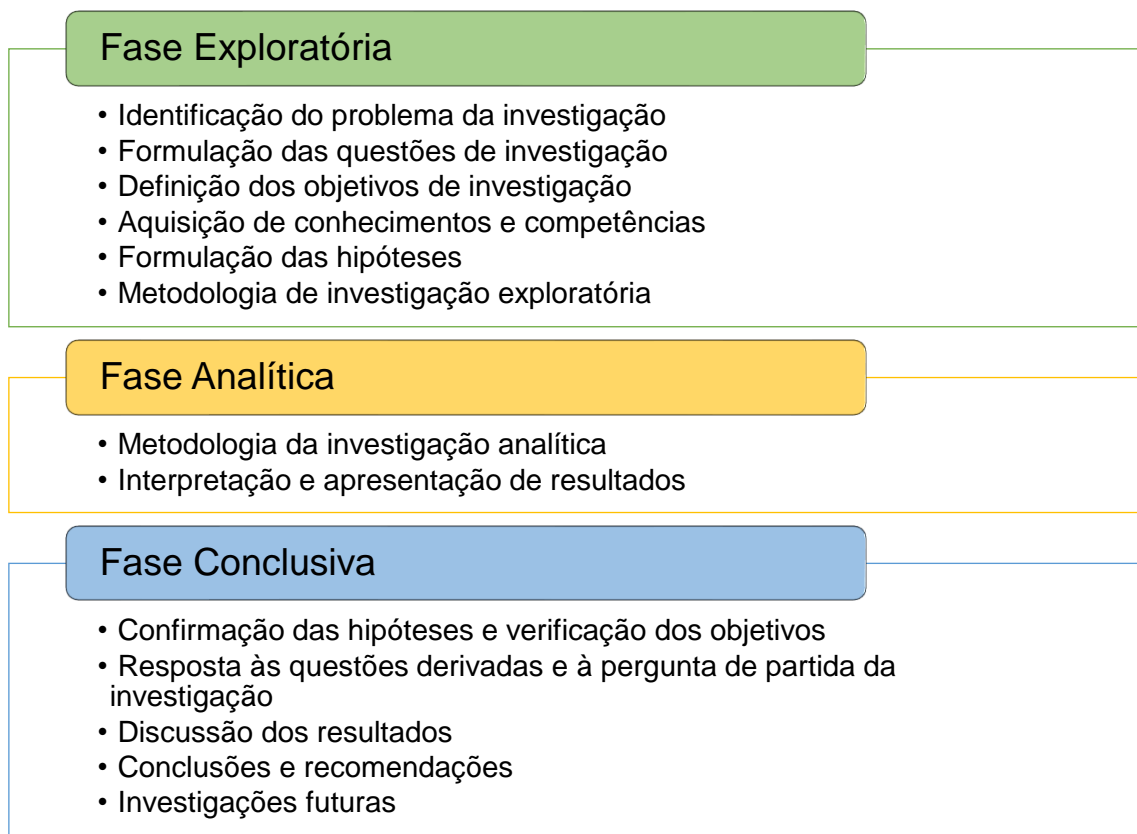 Fase Exploratória
• Identificação do problema da investigação
• Formulação das questões de investigação
• Definição dos objetivos de investigação
• Aquisição de conhecimentos e competências
• Formulação das hipóteses
• Metodologia de investigação exploratória
Fase Analítica
• Metodologia da investigação analítica
• Interpretação e apresentação de resultados
Fase Conclusiva
• Confirmação das hipóteses e verificação dos objetivos
• Resposta às questões derivadas e à pergunta de partida da
investigação
• Discussão dos resultados
• Conclusões e recomendações
• Investigações futuras